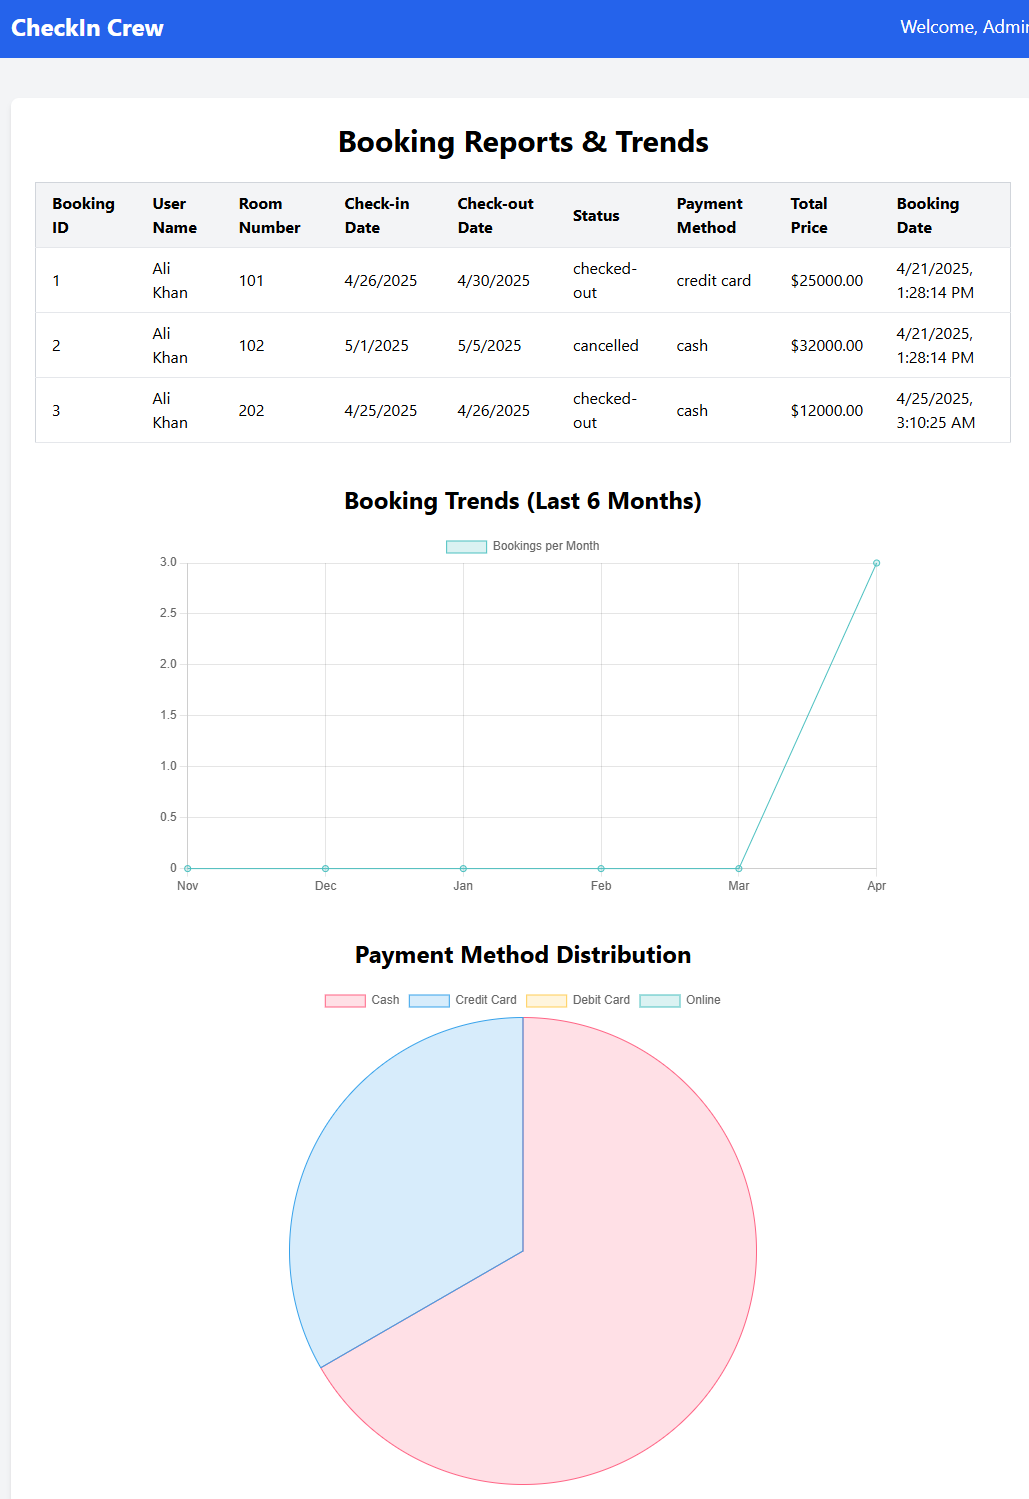 CheckIn Crew
Welcome, Admin
Booking Reports & Trends
Booking ID User Name Room Number Check-in Date Check-out Date Status Payment Method Total Price Booking Date
1 Ali Khan 101 4/26/2025 4/30/2025 checked-out credit card $25000.00 4/21/2025, 1:28:14 PM
2 Ali Khan 102 5/1/2025 5/5/2025 cancelled cash $32000.00 4/21/2025, 1:28:14 PM
3 Ali Khan 202 4/25/2025 4/26/2025 checked-out cash $12000.00 4/25/2025, 3:10:25 AM
Booking Trends (Last 6 Months)
Bookings per Month
3.0
2.5
2.0
1.5
1.0
0.5
0
Nov Dec Jan Feb Mar Apr
Payment Method Distribution
Cash Credit Card Debit Card Online